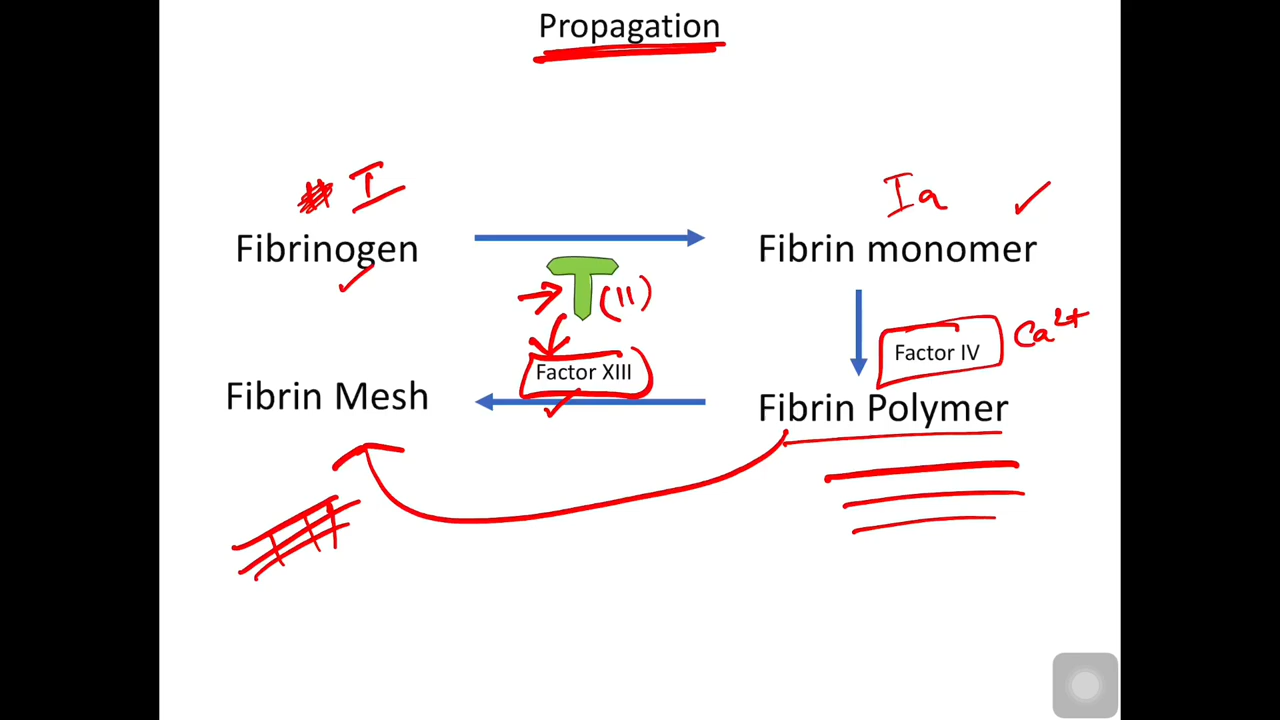 Propagation
# I
Ia
Fibrinogen
Fibrin monomer
T (II)
Factor IV
Ca2+
Factor XIII
Fibrin Mesh
Fibrin Polymer